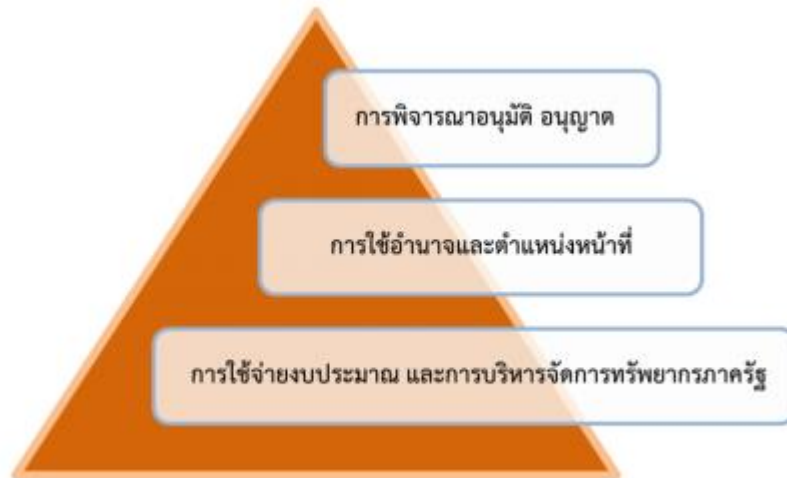 การพิจารณาอนุมัติ อนุญาต
การใช้อำนาจและตำแหน่งหน้าที่
การใช้จ่ายงบประมาณ และการบริหารจัดการทรัพยากรภาครัฐ